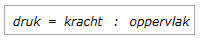 druk = kracht : oppervlak